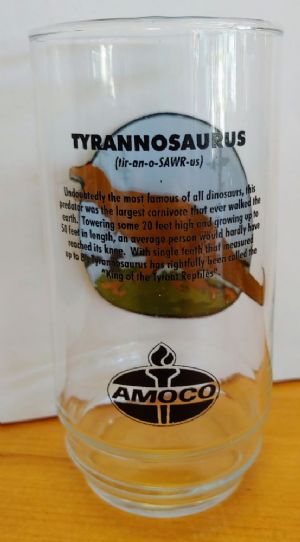 TYRANNOSAURUS
(tir-an-o-SAWR-us)
Undoubtedly the most famous of all dinosaurs, this
predator was the largest carnivore that ever walked the
earth. Towering some 20 feet high and growing up to
50 feet in length, an average person would hardly have
reached its knee. With single teeth that measured
up to Tyrannosaurus has rightfully been called the
"King of the Tyrant Reptiles".
AMOCO